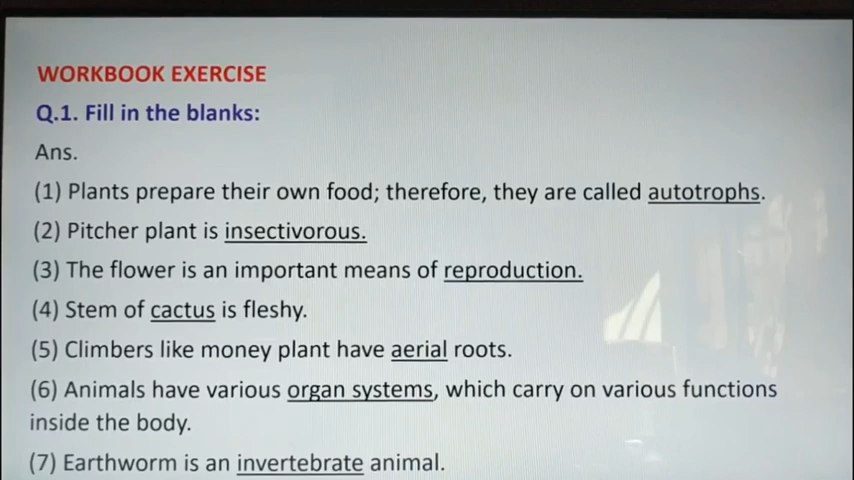 WORKBOOK EXERCISE
Q.1. Fill in the blanks:
Ans.
(1) Plants prepare their own food; therefore, they are called autotrophs.
(2) Pitcher plant is insectivorous.
(3) The flower is an important means of reproduction.
(4) Stem of cactus is fleshy.
(5) Climbers like money plant have aerial roots.
(6) Animals have various organ systems, which carry on various functions
inside the body.
(7) Earthworm is an invertebrate animal.